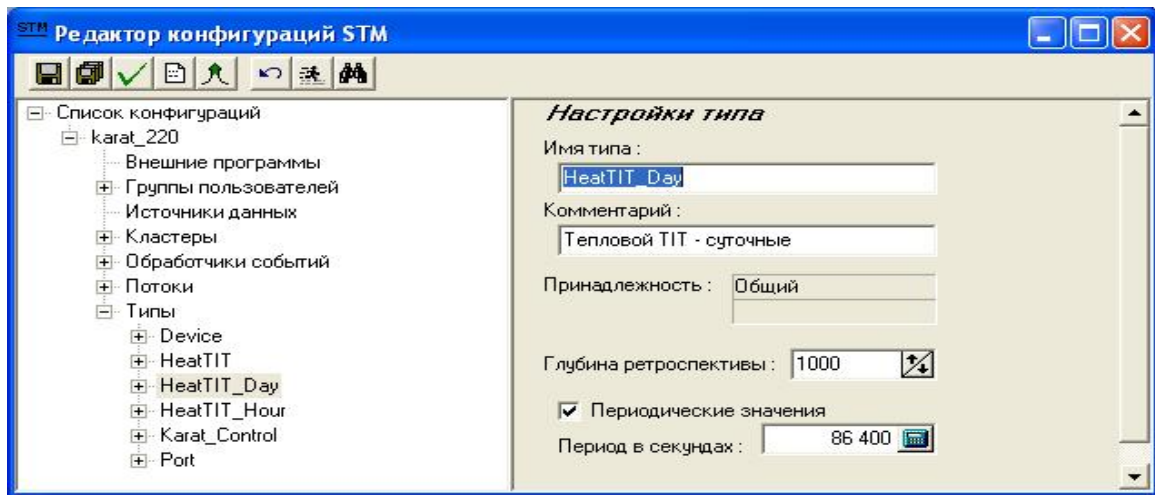 STM Редактор конфигураций STM
Список конфигураций
karat_220
Внешние программы
Группы пользователей
Источники данных
Кластеры
Обработчики событий
Потоки
Типы
Device
HeatTIT
HeatTIT_Day
HeatTIT_Hour
Karat_Control
Port
Настройки типа
Имя типа :
HeatTIT_Day
Комментарий :
Тепловой TIT - суточные
Принадлежность : Общий
Глубина ретроспективы : 1000
Периодические значения
Период в секундах : 86 400